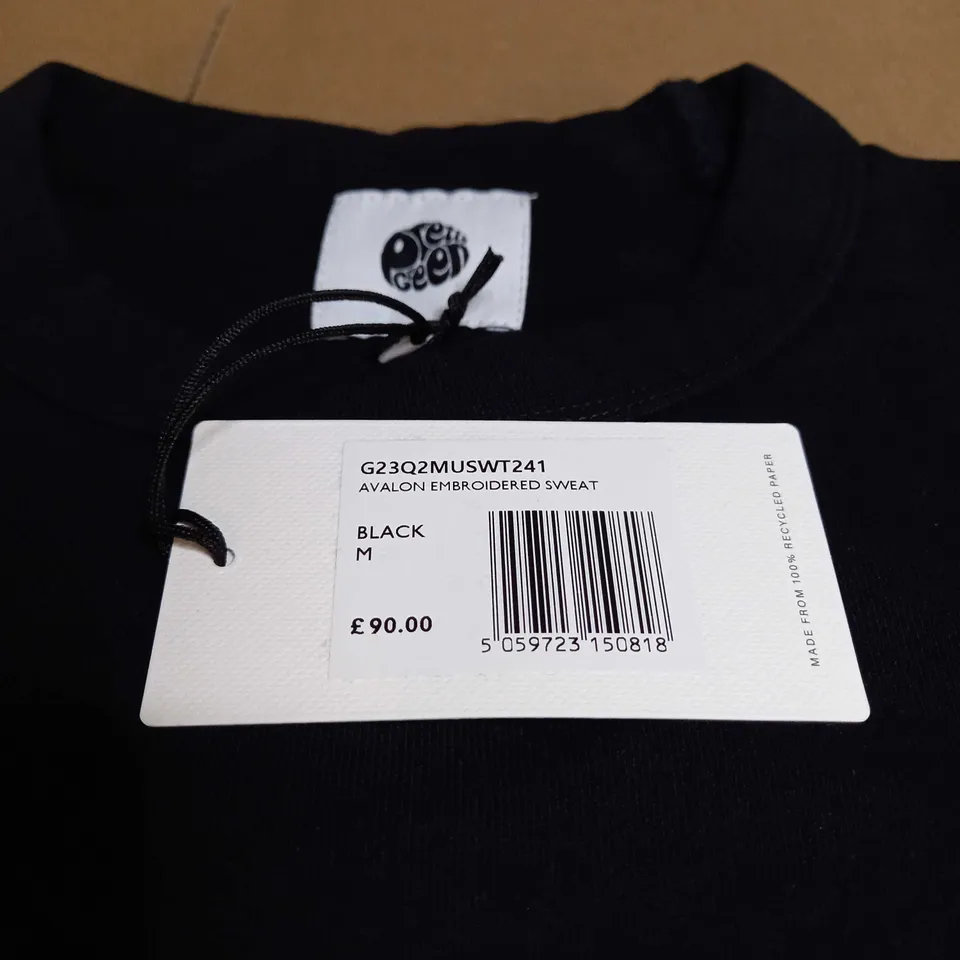 Pretty Green
G23Q2MUSWT241
AVALON EMBROIDERED SWEAT
BLACK
M
£90.00
5 059723 150818
MADE FROM 100% RECYCLED PAPER